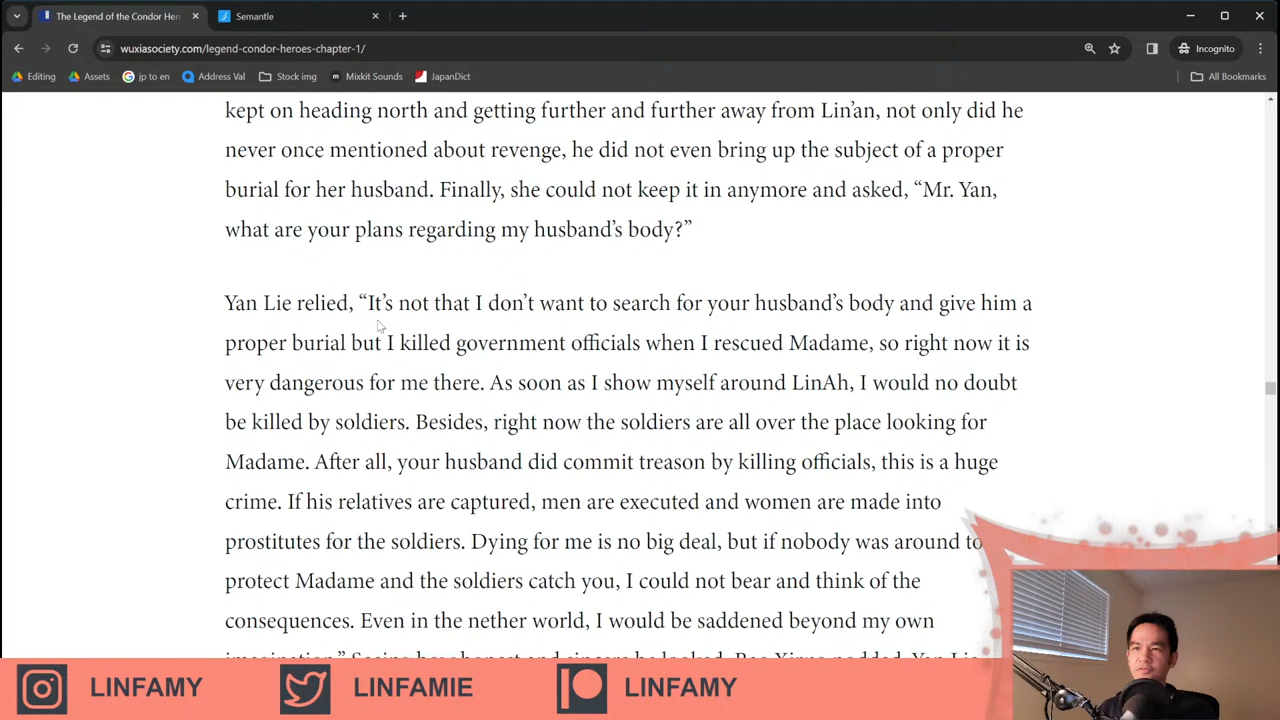 The Legend of the Condor Her
Semantle
wuxiasociety.com/legend-condor-heroes-chapter-1/
Incognito
Editing
Assets
jp to en
Address Val
Stock img
Mixkit Sounds
JapanDict
All Bookmarks
kept on heading north and getting further and further away from Lin’an, not only did he
never once mentioned about revenge, he did not even bring up the subject of a proper
burial for her husband. Finally, she could not keep it in anymore and asked, “Mr. Yan,
what are your plans regarding my husband’s body?”
Yan Lie relied, “It’s not that I don’t want to search for your husband’s body and give him a
proper burial but I killed government officials when I rescued Madame, so right now it is
very dangerous for me there. As soon as I show myself around LinAh, I would no doubt
be killed by soldiers. Besides, right now the soldiers are all over the place looking for
Madame. After all, your husband did commit treason by killing officials, this is a huge
crime. If his relatives are captured, men are executed and women are made into
prostitutes for the soldiers. Dying for me is no big deal, but if nobody was around to
protect Madame and the soldiers catch you, I could not bear and think of the
consequences. Even in the nether world, I would be saddened beyond my own
LINFAMY
LINFAMIE
LINFAMY